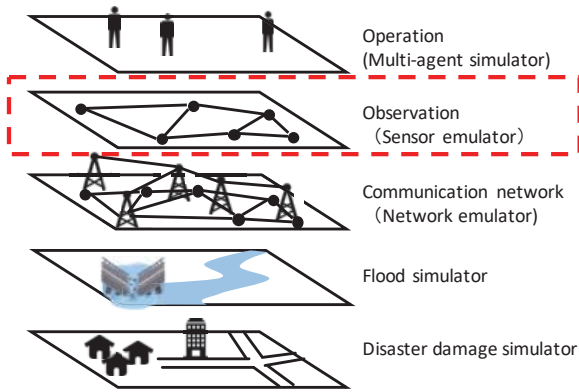 Operation
(Multi-agent simulator)
Observation
（Sensor emulator）
Communication network
（Network emulator)
Flood simulator
Disaster damage simulator